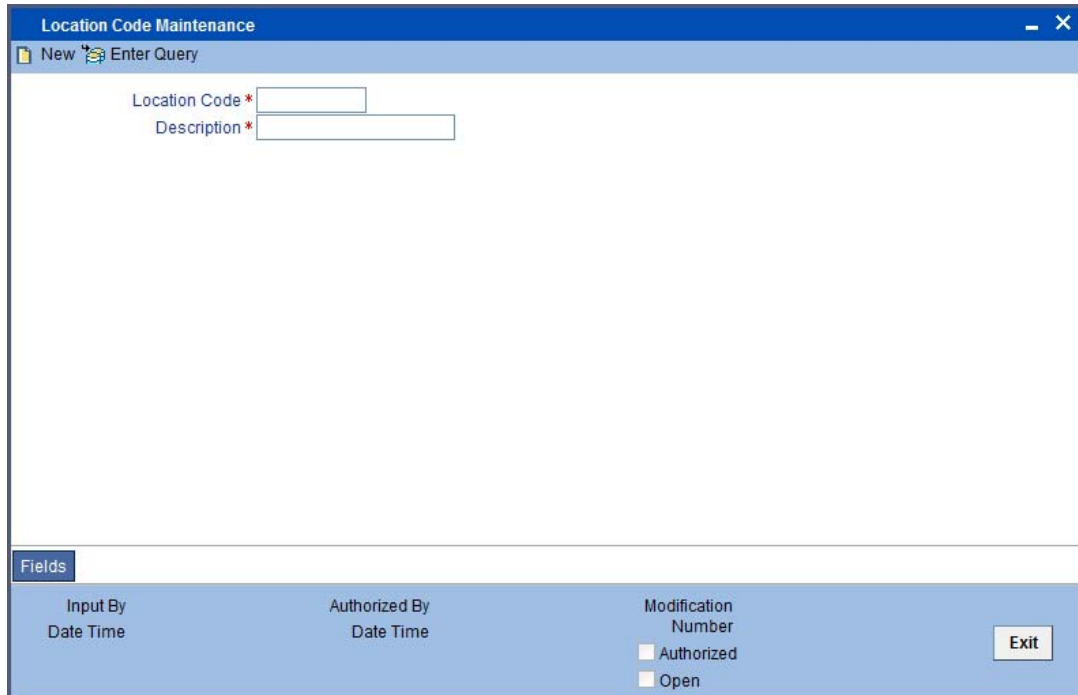 Location Code Maintenance
New Enter Query
Location Code *
Description *
Fields
Input By
Date Time
Authorized By
Date Time
Modification
Number
Authorized
Open
Exit